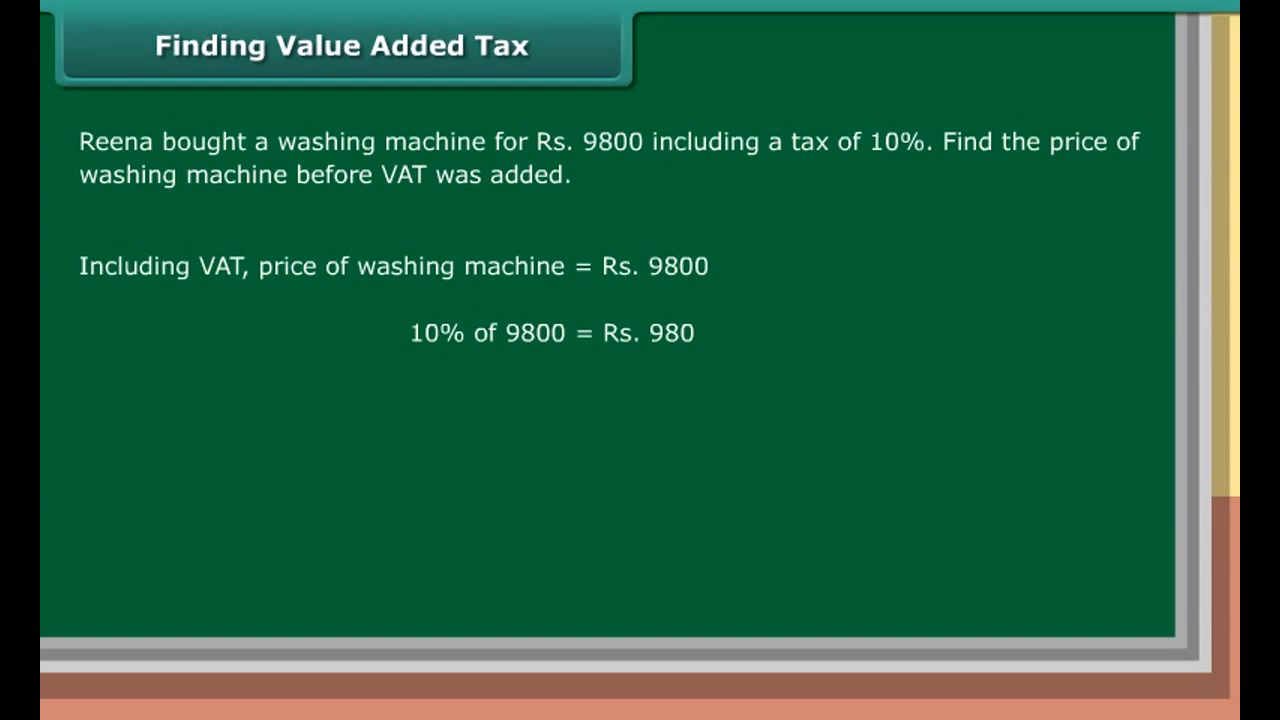 Finding Value Added Tax
Reena bought a washing machine for Rs. 9800 including a tax of 10%. Find the price of
washing machine before VAT was added.
Including VAT, price of washing machine = Rs. 9800
10% of 9800 = Rs. 980